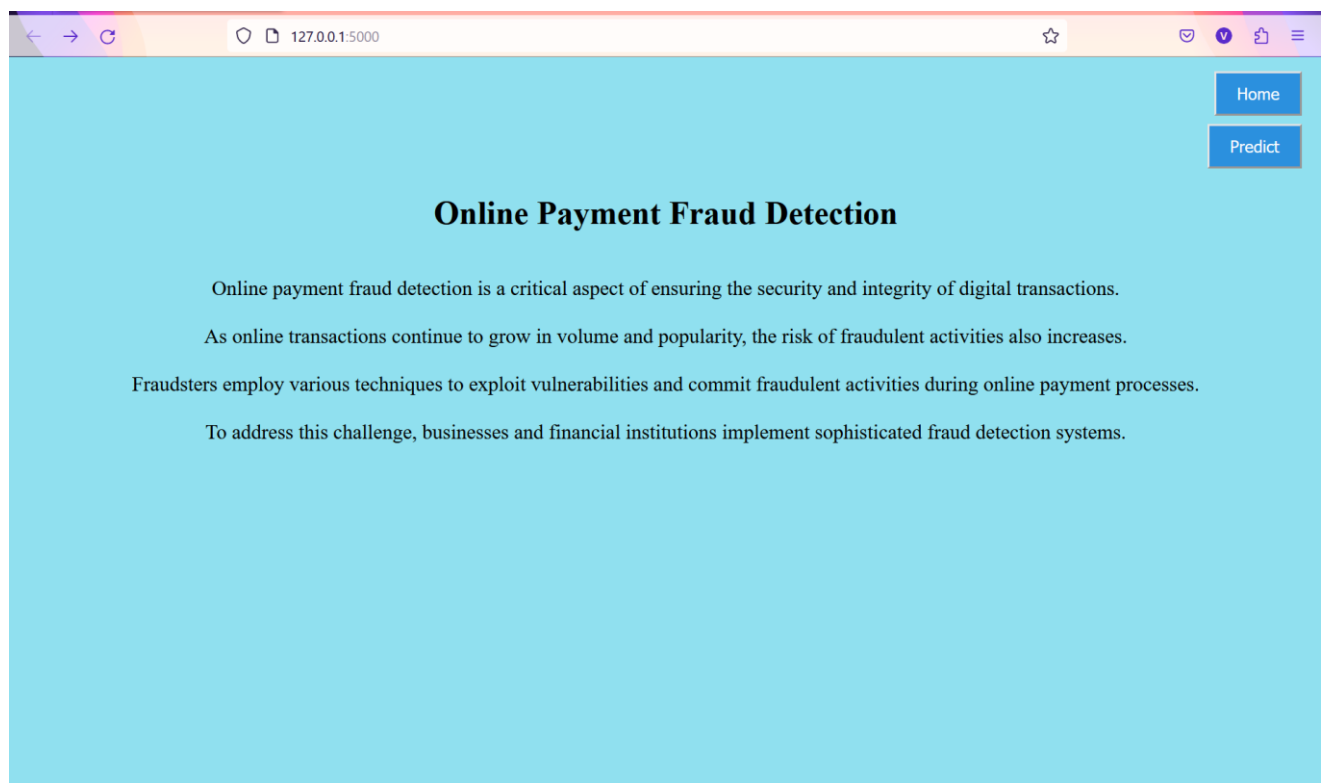 127.0.0.1:5000
V
Home
Predict
Online Payment Fraud Detection
Online payment fraud detection is a critical aspect of ensuring the security and integrity of digital transactions.
As online transactions continue to grow in volume and popularity, the risk of fraudulent activities also increases.
Fraudsters employ various techniques to exploit vulnerabilities and commit fraudulent activities during online payment processes.
To address this challenge, businesses and financial institutions implement sophisticated fraud detection systems.